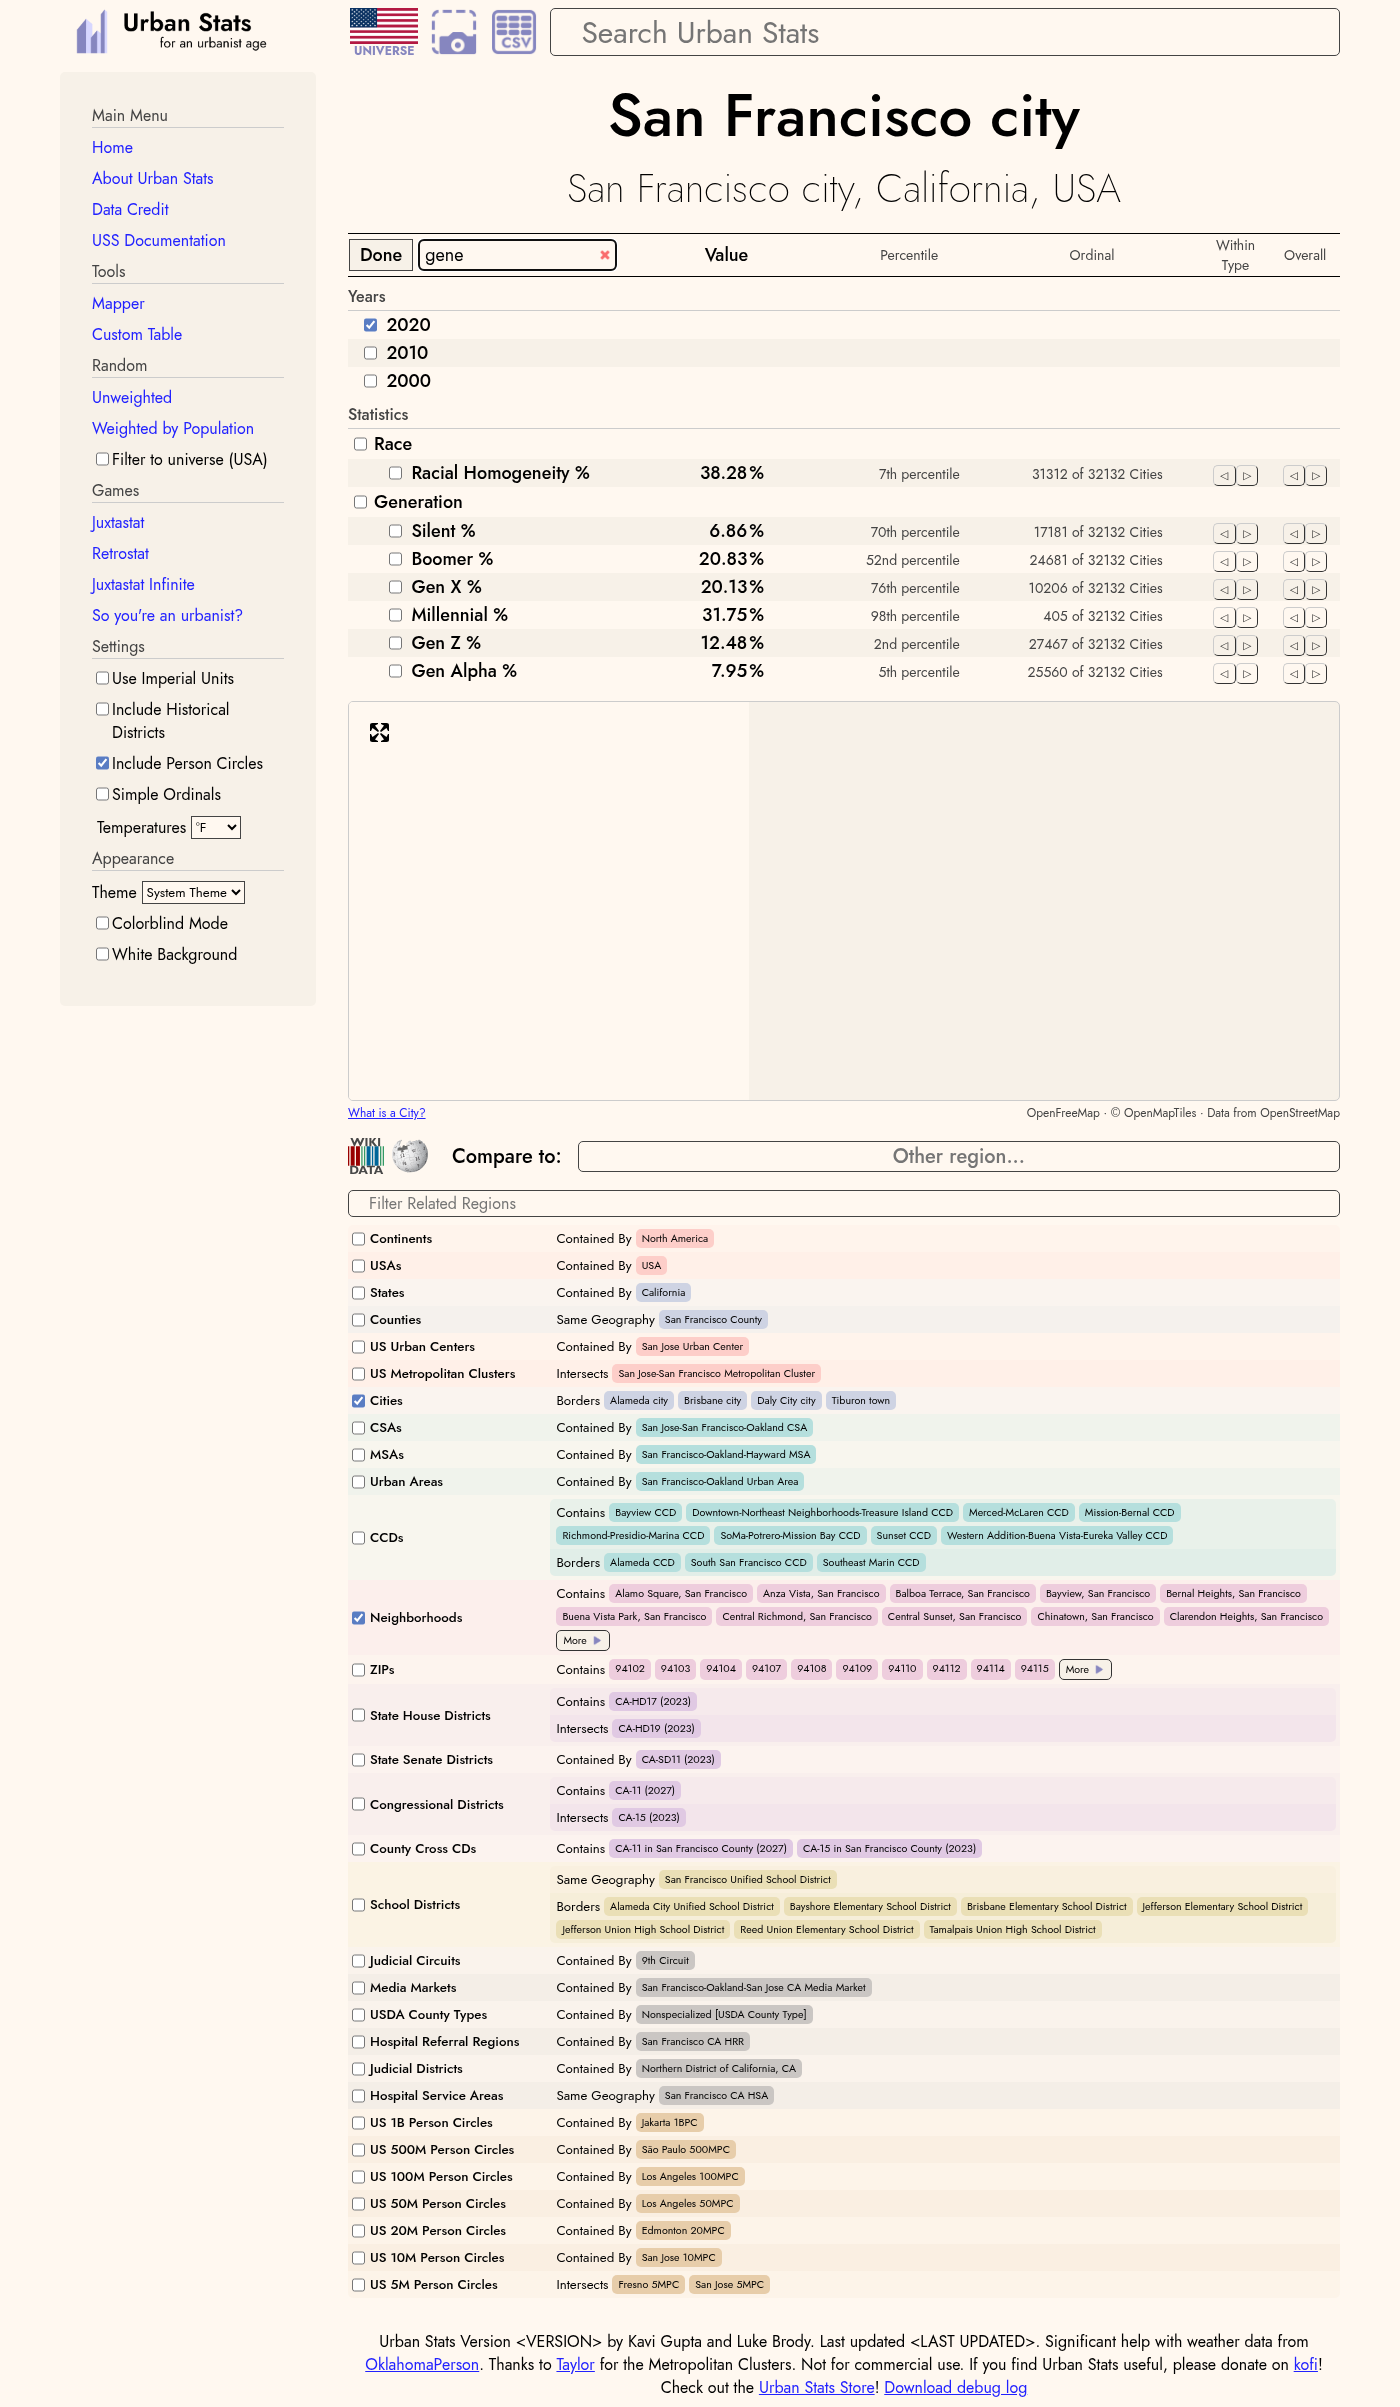 Urban Stats
for an urbanist age
UNIVERSE
CSV
Search Urban Stats
Main Menu
Home
About Urban Stats
Data Credit
USS Documentation
Tools
Mapper
Custom Table
Random
Unweighted
Weighted by Population
Filter to universe (USA)
Games
Juxtastat
Retrostat
Juxtastat Infinite
So you're an urbanist?
Settings
Use Imperial Units
Include Historical
Districts
Include Person Circles
Simple Ordinals
Temperatures °F
Appearance
Theme System Theme
Colorblind Mode
White Background
San Francisco city
San Francisco city, California, USA
Done gene Value Percentile Ordinal Within Type Overall
Years
2020
2010
2000
Statistics
Race
Racial Homogeneity % 38.28% 7th percentile 31312 of 32132 Cities
Generation
Silent % 6.86% 70th percentile 17181 of 32132 Cities
Boomer % 20.83% 52nd percentile 24681 of 32132 Cities
Gen X % 20.13% 76th percentile 10206 of 32132 Cities
Millennial % 31.75% 98th percentile 405 of 32132 Cities
Gen Z % 12.48% 2nd percentile 27467 of 32132 Cities
Gen Alpha % 7.95% 5th percentile 25560 of 32132 Cities
What is a City? OpenFreeMap · © OpenMapTiles · Data from OpenStreetMap
WIKI
DATA
Compare to: Other region...
Filter Related Regions
Continents Contained By North America
USAs Contained By USA
States Contained By California
Counties Same Geography San Francisco County
US Urban Centers Contained By San Jose Urban Center
US Metropolitan Clusters Intersects San Jose-San Francisco Metropolitan Cluster
Cities Borders Alameda city Brisbane city Daly City city Tiburon town
CSAs Contained By San Jose-San Francisco-Oakland CSA
MSAs Contained By San Francisco-Oakland-Hayward MSA
Urban Areas Contained By San Francisco-Oakland Urban Area
CCDs
Contains Bayview CCD Downtown-Northeast Neighborhoods-Treasure Island CCD Merced-McLaren CCD Mission-Bernal CCD
Richmond-Presidio-Marina CCD SoMa-Potrero-Mission Bay CCD Sunset CCD Western Addition-Buena Vista-Eureka Valley CCD
Borders Alameda CCD South San Francisco CCD Southeast Marin CCD
Neighborhoods
Contains Alamo Square, San Francisco Anza Vista, San Francisco Balboa Terrace, San Francisco Bayview, San Francisco Bernal Heights, San Francisco
Buena Vista Park, San Francisco Central Richmond, San Francisco Central Sunset, San Francisco Chinatown, San Francisco Clarendon Heights, San Francisco
More
ZIPs Contains 94102 94103 94104 94107 94108 94109 94110 94112 94114 94115 More
State House Districts
Contains CA-HD17 (2023)
Intersects CA-HD19 (2023)
State Senate Districts Contained By CA-SD11 (2023)
Congressional Districts
Contains CA-11 (2027)
Intersects CA-15 (2023)
County Cross CDs Contains CA-11 in San Francisco County (2027) CA-15 in San Francisco County (2023)
School Districts
Same Geography San Francisco Unified School District
Borders Alameda City Unified School District Bayshore Elementary School District Brisbane Elementary School District Jefferson Elementary School District
Jefferson Union High School District Reed Union Elementary School District Tamalpais Union High School District
Judicial Circuits Contained By 9th Circuit
Media Markets Contained By San Francisco-Oakland-San Jose CA Media Market
USDA County Types Contained By Nonspecialized [USDA County Type]
Hospital Referral Regions Contained By San Francisco CA HRR
Judicial Districts Contained By Northern District of California, CA
Hospital Service Areas Same Geography San Francisco CA HSA
US 1B Person Circles Contained By Jakarta 1BPC
US 500M Person Circles Contained By São Paulo 500MPC
US 100M Person Circles Contained By Los Angeles 100MPC
US 50M Person Circles Contained By Los Angeles 50MPC
US 20M Person Circles Contained By Edmonton 20MPC
US 10M Person Circles Contained By San Jose 10MPC
US 5M Person Circles Intersects Fresno 5MPC San Jose 5MPC
Urban Stats Version <VERSION> by Kavi Gupta and Luke Brody. Last updated <LAST UPDATED>. Significant help with weather data from
OklahomaPerson. Thanks to Taylor for the Metropolitan Clusters. Not for commercial use. If you find Urban Stats useful, please donate on kofi!
Check out the Urban Stats Store! Download debug log